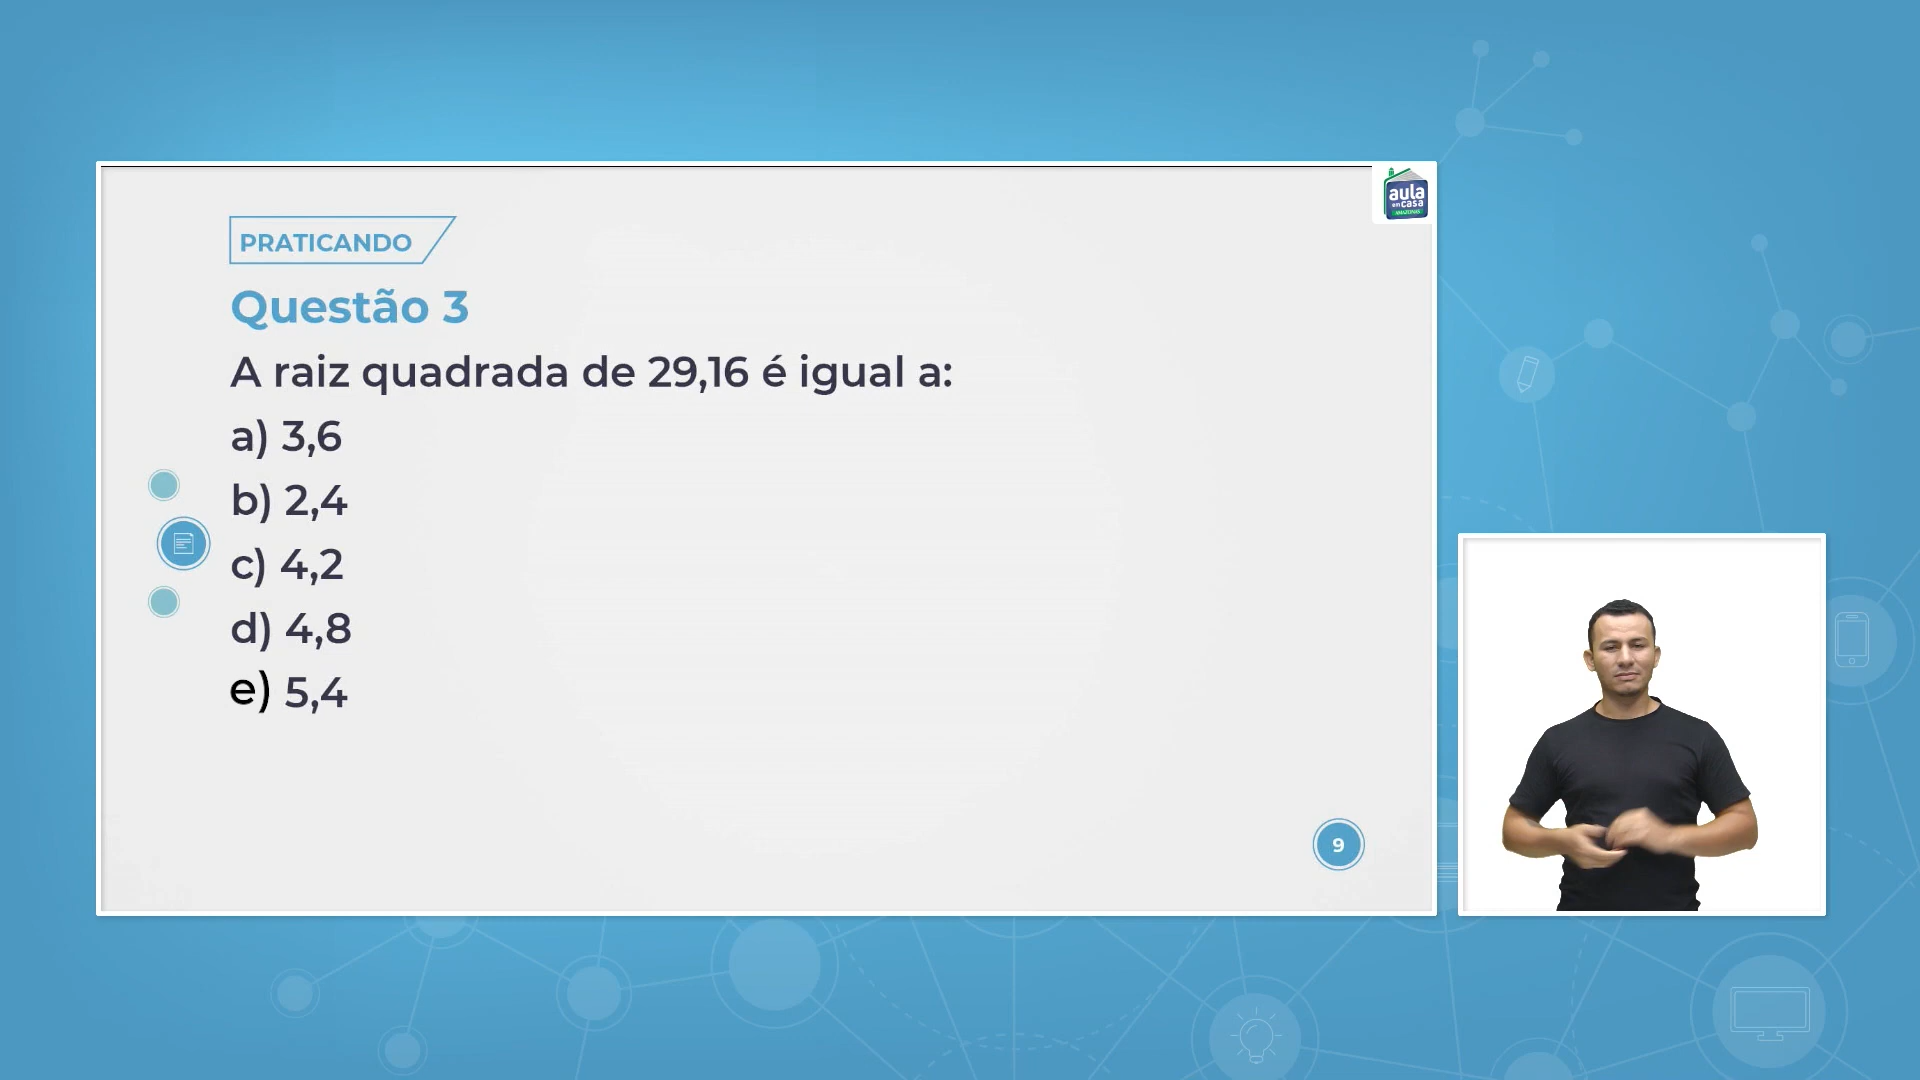 aula
em casa
AMAZONAS
PRATICANDO
Questão 3
A raiz quadrada de 29,16 é igual a:
a) 3,6
b) 2,4
c) 4,2
d) 4,8
e) 5,4
9